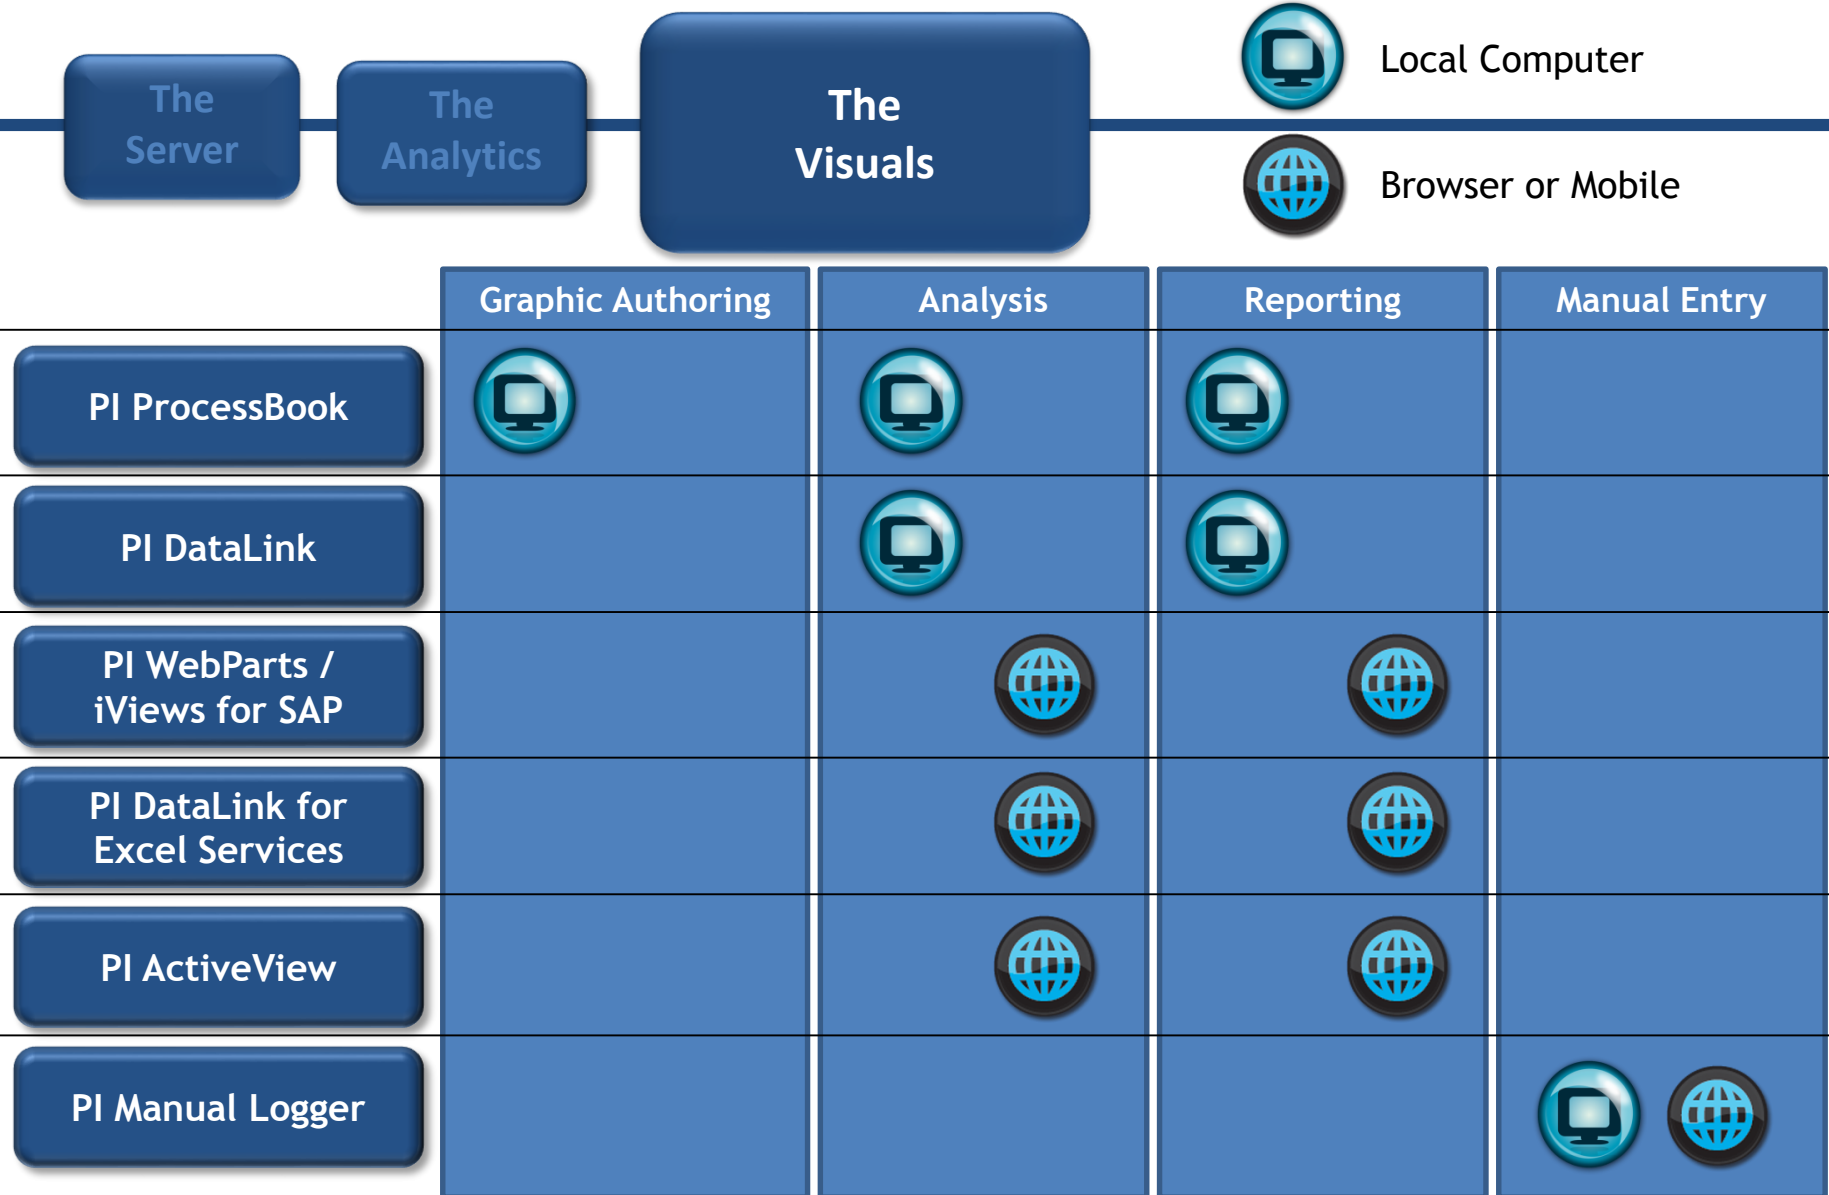 The
Server
The
Analytics
The
Visuals
Local Computer
Browser or Mobile
Graphic Authoring
Analysis
Reporting
Manual Entry
PI ProcessBook
PI DataLink
PI WebParts /
iViews for SAP
PI DataLink for
Excel Services
PI ActiveView
PI Manual Logger